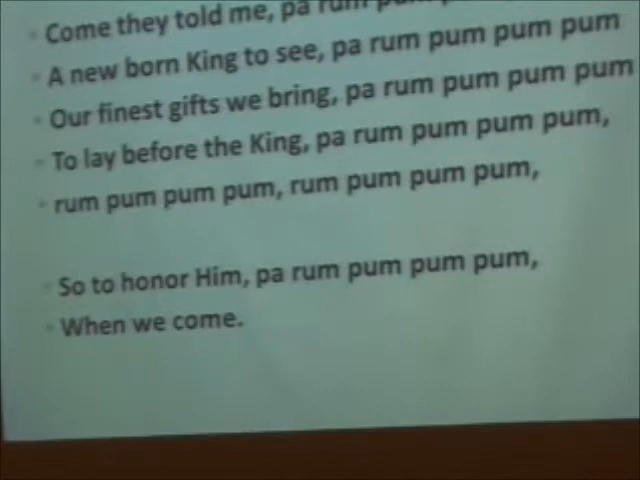 Come they told me, pa rum pum
A new born King to see, pa rum pum pum pum
Our finest gifts we bring, pa rum pum pum pum
To lay before the King, pa rum pum pum pum,
rum pum pum pum, rum pum pum pum,
So to honor Him, pa rum pum pum pum,
When we come.